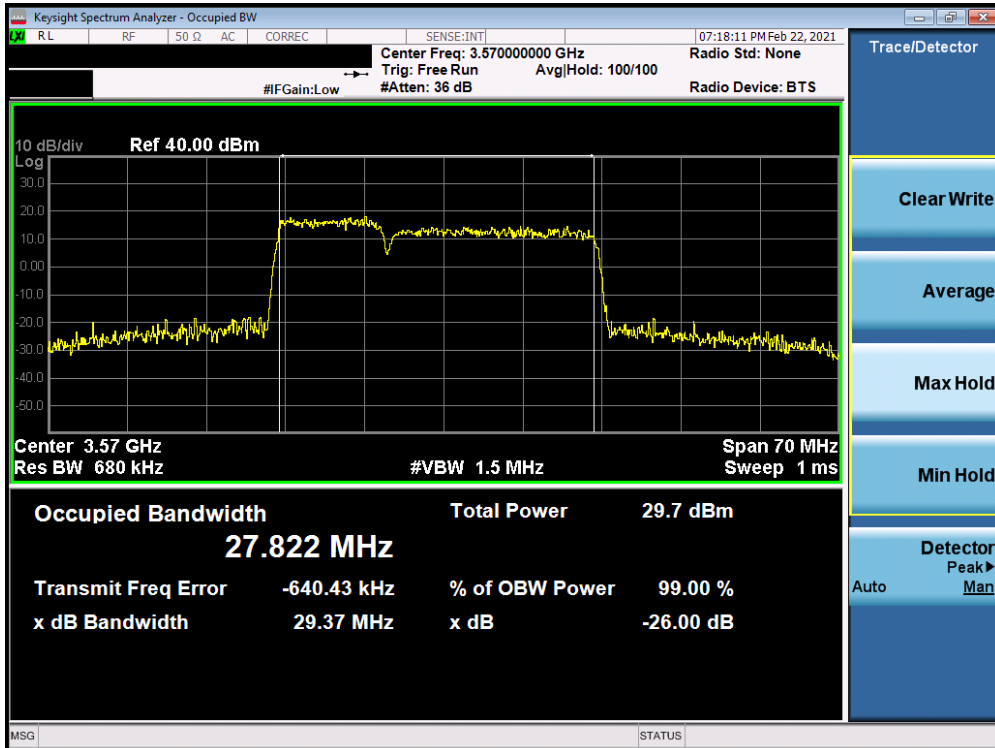 Keysight Spectrum Analyzer - Occupied BW
LXI RL RF 50 Ω AC CORREC SENSE:INT 07:18:11 PM Feb 22, 2021
Center Freq: 3.570000000 GHz Radio Std: None
Trig: Free Run Avg|Hold: 100/100
#IFGain:Low #Atten: 36 dB Radio Device: BTS
10 dB/div Ref 40.00 dBm
Log
30.0
20.0
10.0
0.00
-10.0
-20.0
-30.0
-40.0
-50.0
Center 3.57 GHz Span 70 MHz
Res BW 680 kHz #VBW 1.5 MHz Sweep 1 ms
Occupied Bandwidth Total Power 29.7 dBm
27.822 MHz
Transmit Freq Error -640.43 kHz % of OBW Power 99.00 %
x dB Bandwidth 29.37 MHz x dB -26.00 dB
MSG STATUS
Trace/Detector
Clear Write
Average
Max Hold
Min Hold
Detector
Peak▶
Auto Man